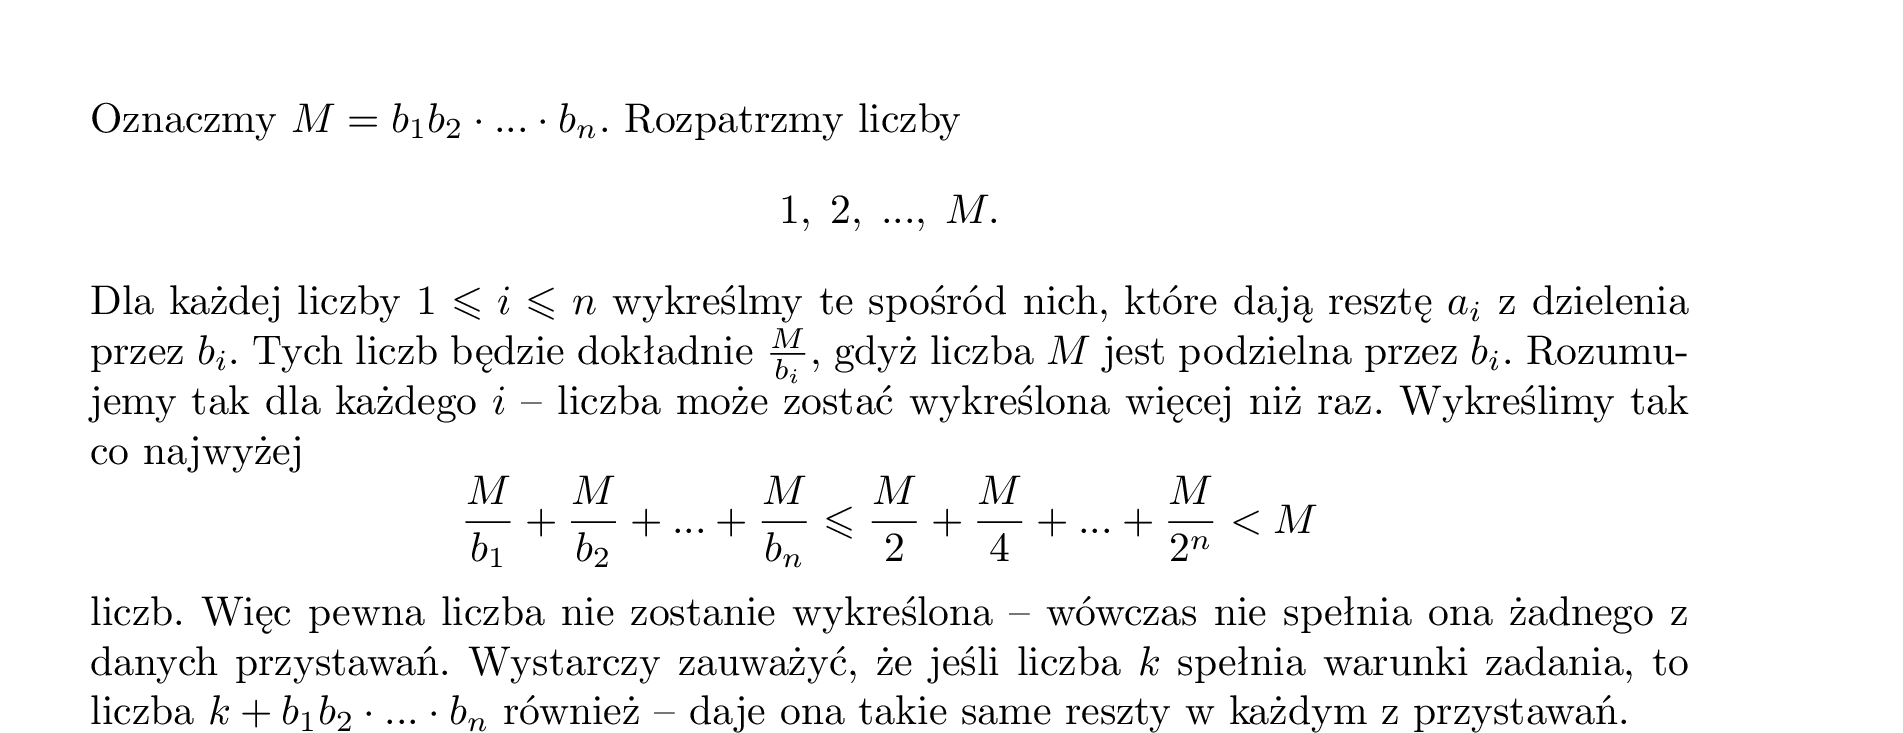 Oznaczmy $M = b_1b_2 \cdot ... \cdot b_n$. Rozpatrzmy liczby
$1,\ 2,\ ...,\ M.$
Dla każdej liczby $1 \leqslant i \leqslant n$ wykreślmy te spośród nich, które dają resztę $a_i$ z dzielenia
przez $b_i$. Tych liczb będzie dokładnie $\frac{M}{b_i}$, gdyż liczba $M$ jest podzielna przez $b_i$. Rozumu-
jemy tak dla każdego $i$ – liczba może zostać wykreślona więcej niż raz. Wykreślimy tak
co najwyżej
$\frac{M}{b_1} + \frac{M}{b_2} + ... + \frac{M}{b_n} \leqslant \frac{M}{2} + \frac{M}{4} + ... + \frac{M}{2^n} < M$
liczb. Więc pewna liczba nie zostanie wykreślona – wówczas nie spełnia ona żadnego z
danych przystawań. Wystarczy zauważyć, że jeśli liczba $k$ spełnia warunki zadania, to
liczba $k + b_1b_2 \cdot ... \cdot b_n$ również – daje ona takie same reszty w każdym z przystawań.